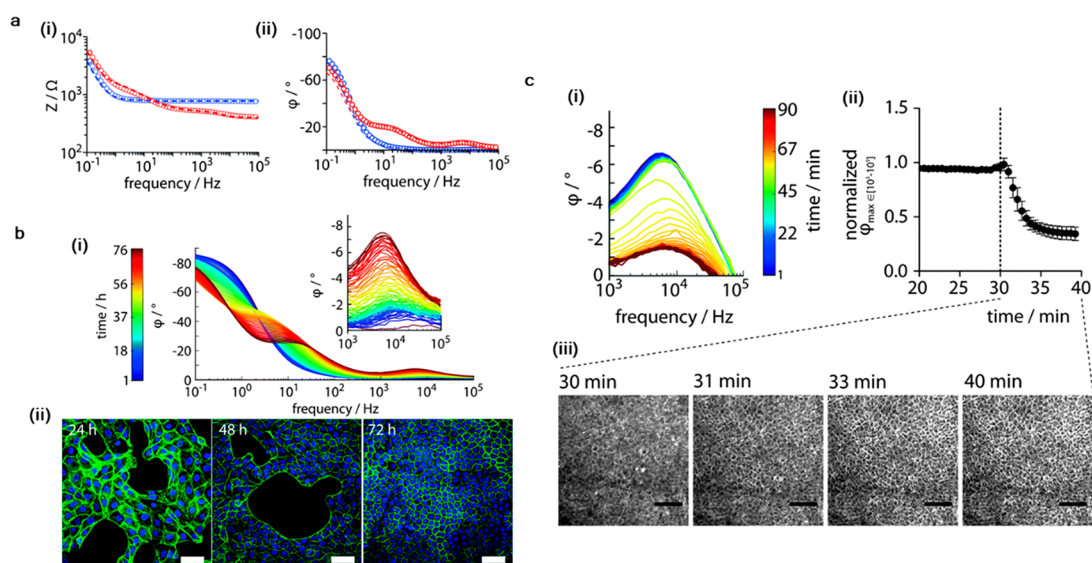 a
(i)
(ii)
Z / Ω
10⁴
10³
10²
10⁻¹ 10¹ 10³ 10⁵
frequency / Hz
φ / °
-100
-60
-20
10⁻¹ 10¹ 10³ 10⁵
frequency / Hz
b
(i)
time / h
76
56
37
18
1
φ / °
-80
-60
-40
-20
0
10⁻¹ 10⁰ 10¹ 10² 10³ 10⁴ 10⁵
frequency / Hz
φ / °
-8
-6
-4
-2
0
10³ 10⁴ 10⁵
(ii)
24 h
48 h
72 h
c
(i)
φ / °
-8
-6
-4
-2
0
10³ 10⁴ 10⁵
frequency / Hz
90
67
45
22
1
time / min
(ii)
normalized
φmax ∈[10³-10⁵]
1.5
1.0
0.5
0.0
20 25 30 35 40
time / min
(iii)
30 min
31 min
33 min
40 min